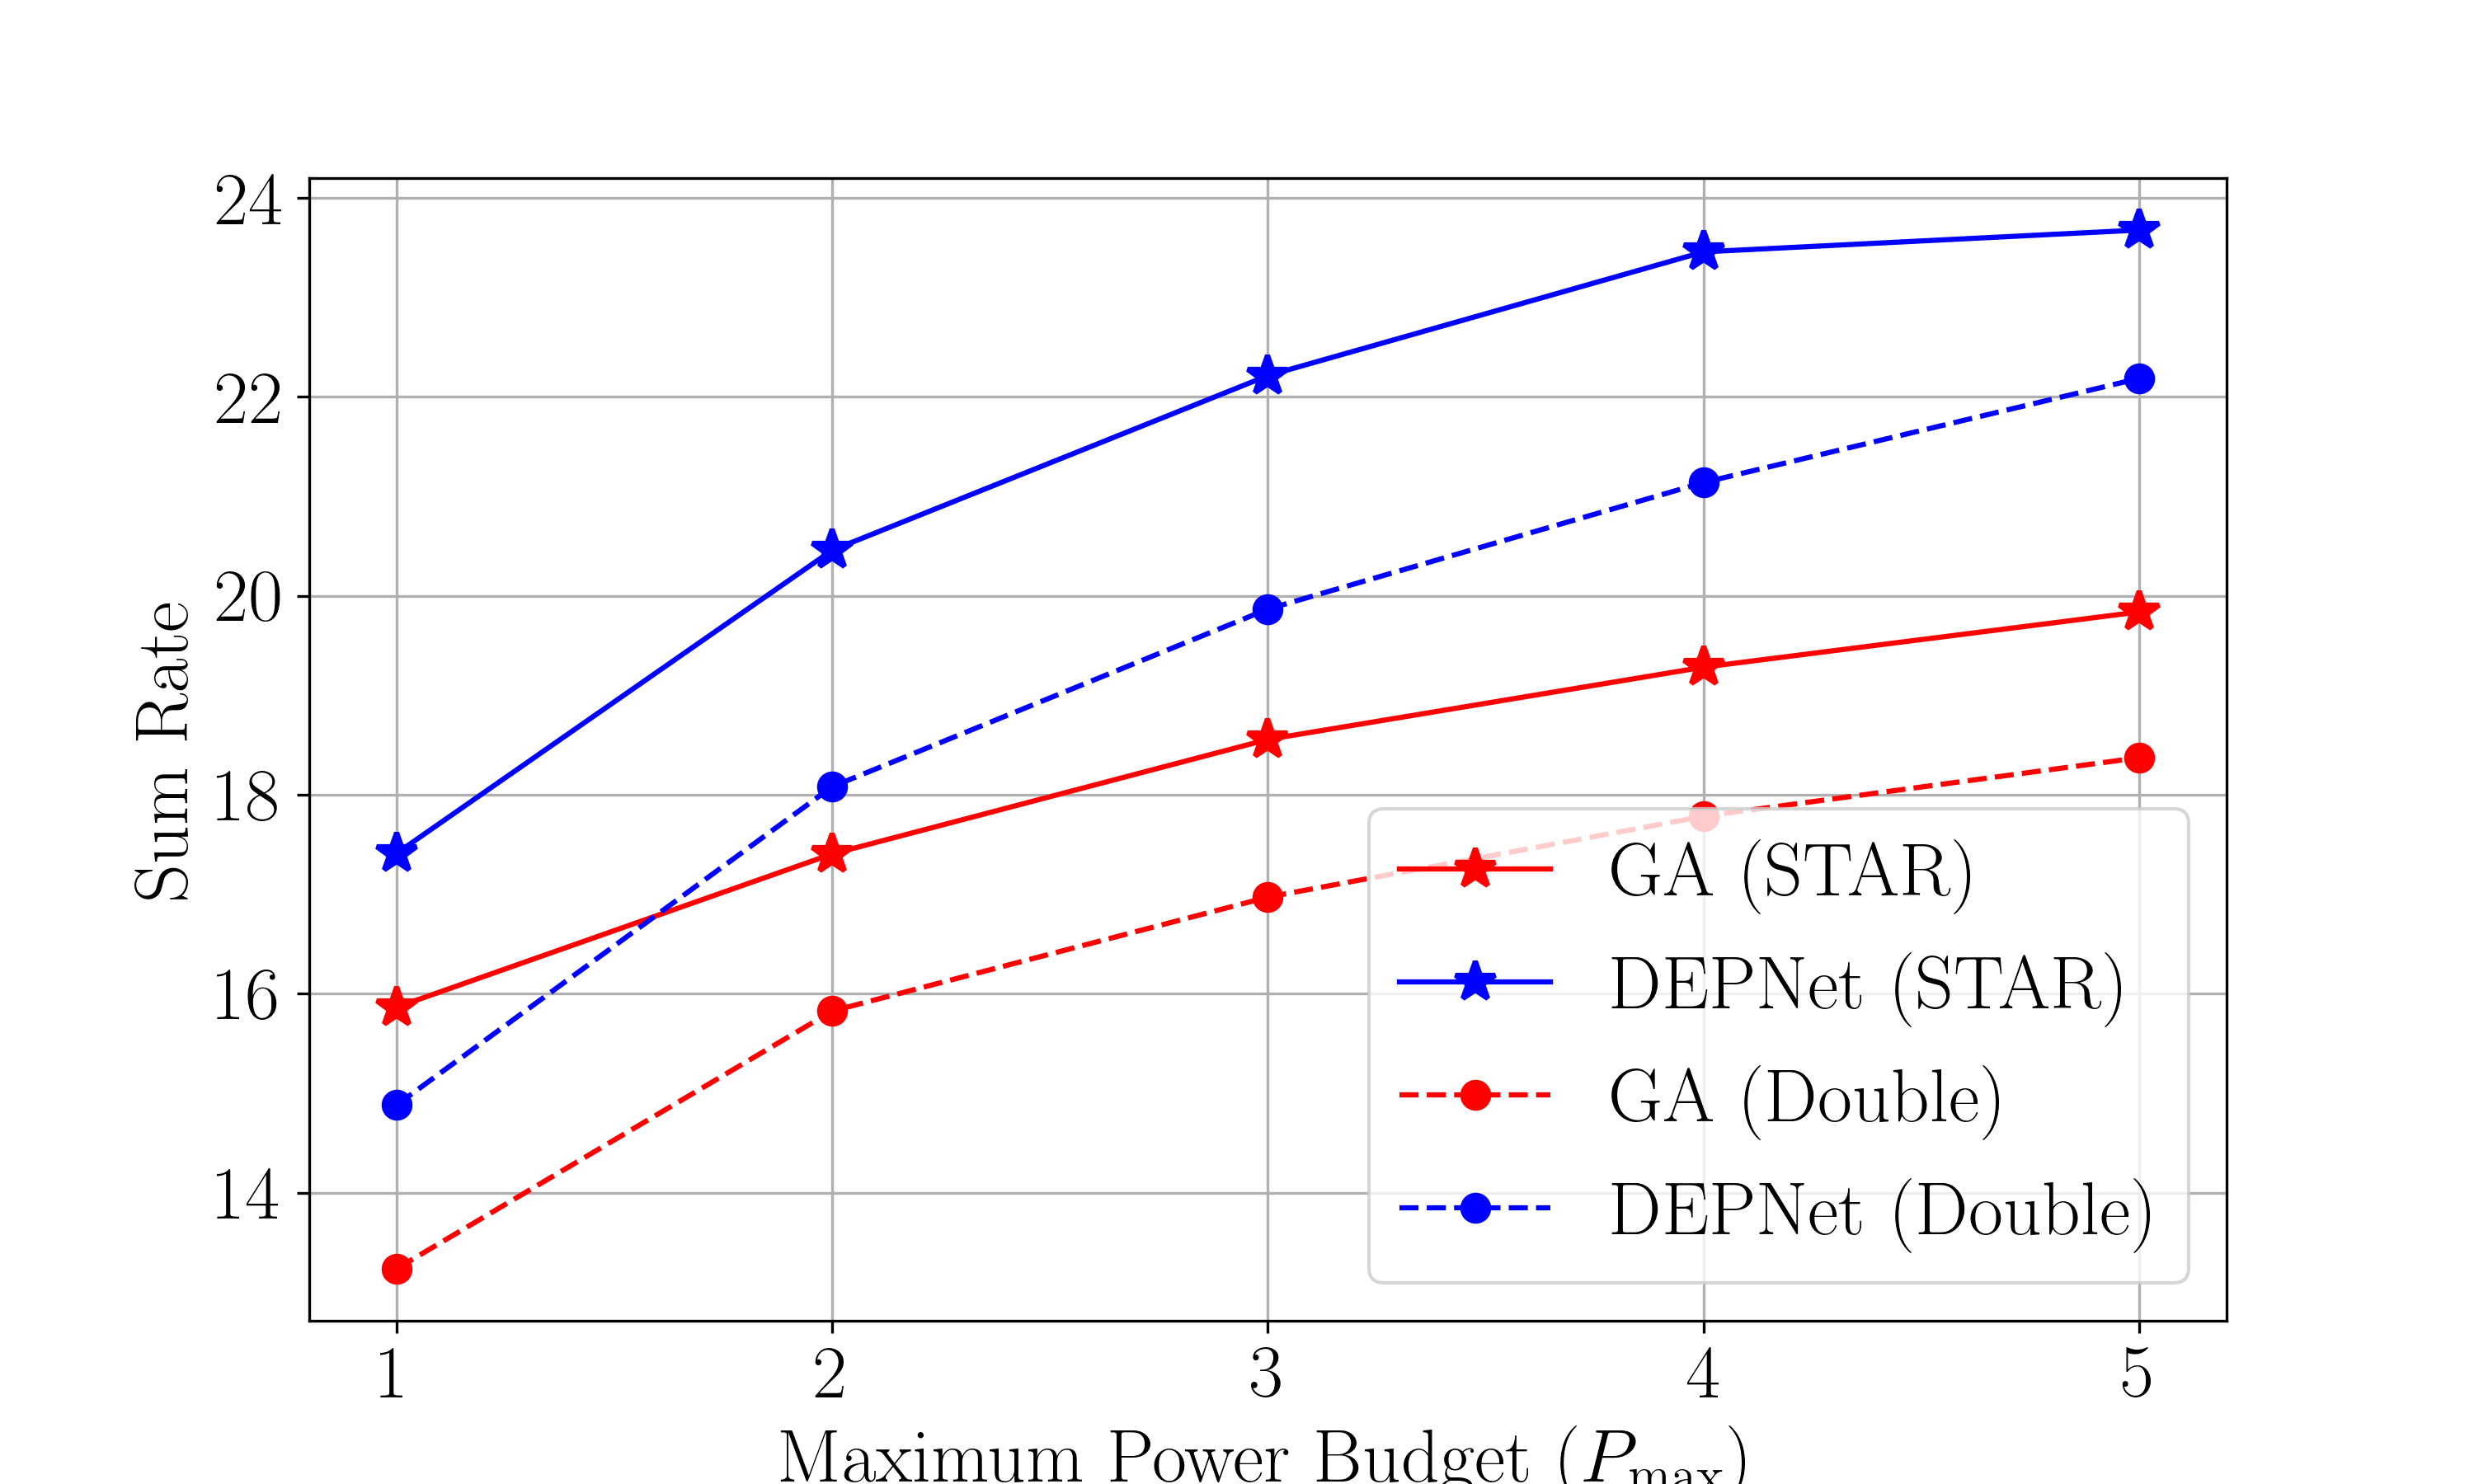 24
22
20
18
16
14
Sum Rate
GA (STAR)
DEPNet (STAR)
GA (Double)
DEPNet (Double)
1 2 3 4 5
Maximum Power Budget (P_max)